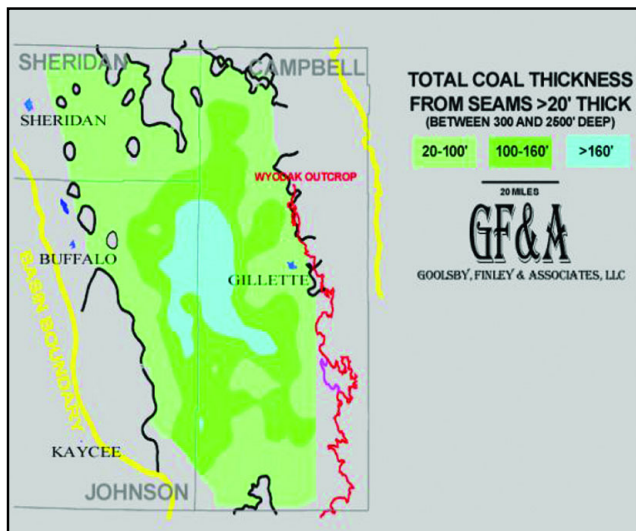 SHERIDAN
CAMPBELL
SHERIDAN
WYODAK OUTCROP
BUFFALO
GILLETTE
BASIN BOUNDARY
KAYCEE
JOHNSON
TOTAL COAL THICKNESS
FROM SEAMS >20' THICK
(BETWEEN 300 AND 2500' DEEP)
20-100' 100-160' >160'
20 MILES
GF&A
GOOLSBY, FINLEY & ASSOCIATES, LLC